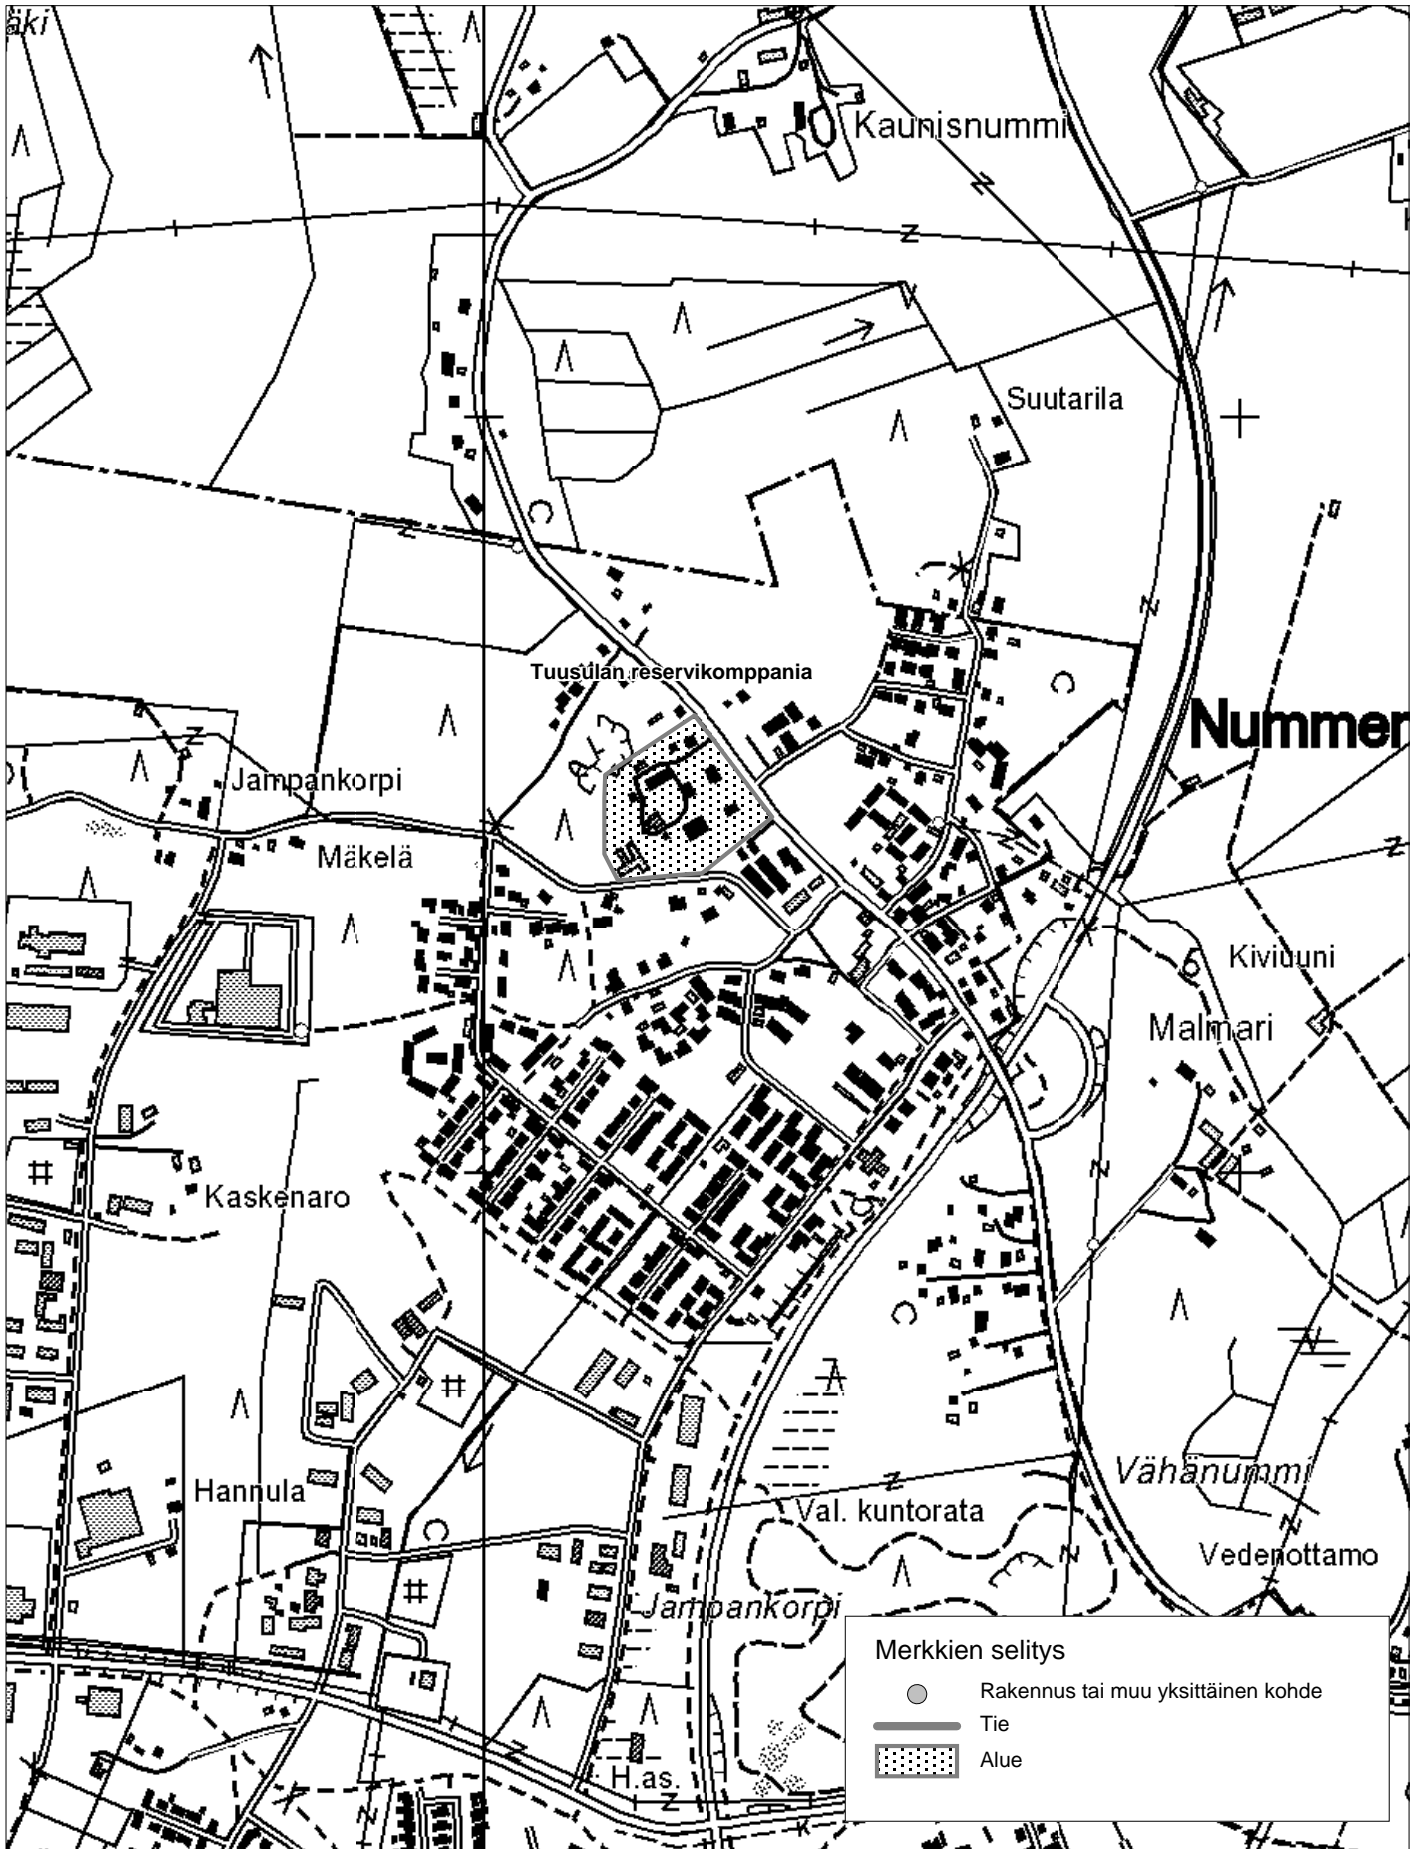 äki
Kaunisnummi
Suutarila
Tuusulan reservikomppania
Nummer
Jampankorpi
Mäkelä
Kiviuuni
Malmari
Kaskenaro
Hannula
Vähänummi
Val. kuntorata
Vedenottamo
Jampankorpi
H.as.
K
Merkkien selitys
Rakennus tai muu yksittäinen kohde
Tie
Alue